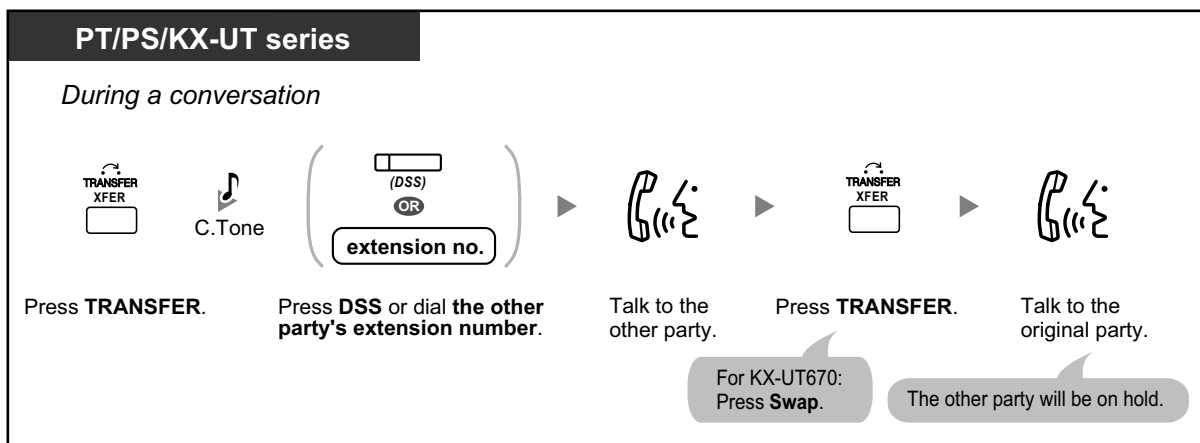 PT/PS/KX-UT series
During a conversation
TRANSFER
XFER
C.Tone
(DSS)
OR
extension no.
TRANSFER
XFER
Press TRANSFER.
Press DSS or dial the other
party's extension number.
Talk to the
other party.
Press TRANSFER.
Talk to the
original party.
For KX-UT670:
Press Swap.
The other party will be on hold.